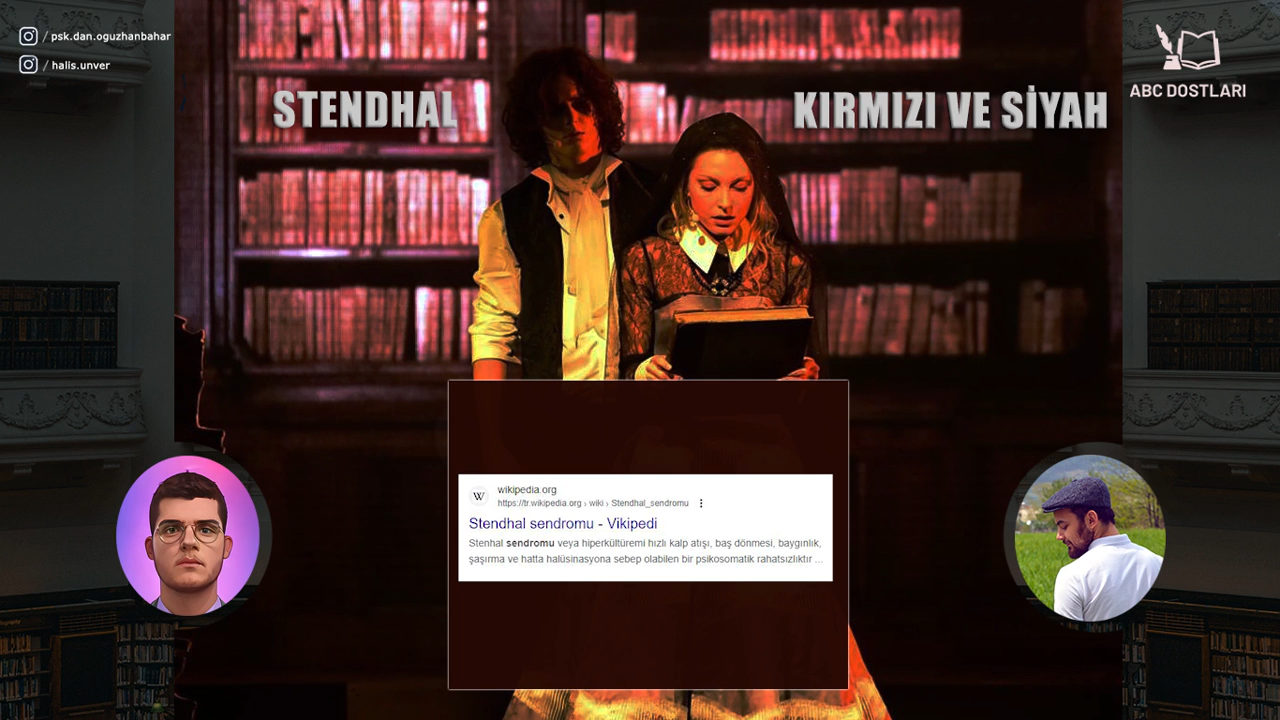 / psk.dan.oguzhanbahar
/ halis.unver
STENDHAL
KIRMIZI VE SİYAH
ABC DOSTLARI
W
wikipedia.org
https://tr.wikipedia.org › wiki › Stendhal_sendromu
Stendhal sendromu - Vikipedi
Stenhal sendromu veya hiperkültüremi hızlı kalp atışı, baş dönmesi, baygınlık,
şaşırma ve hatta halüsinasyona sebep olabilen bir psikosomatik rahatsızlıktır ...